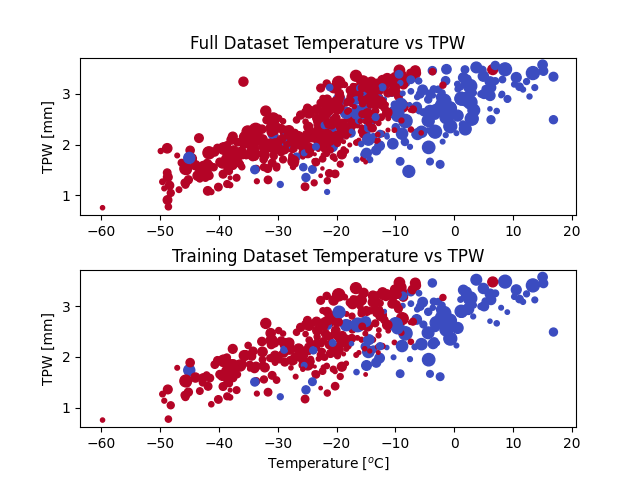 Full Dataset Temperature vs TPW
TPW [mm]
3
2
1
−60 −50 −40 −30 −20 −10 0 10 20
Training Dataset Temperature vs TPW
TPW [mm]
3
2
1
−60 −50 −40 −30 −20 −10 0 10 20
Temperature [°C]